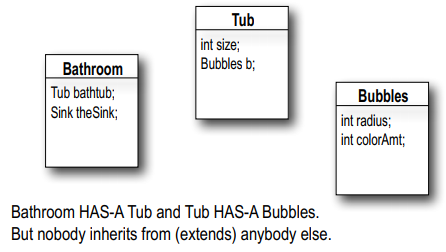 Tub
int size;
Bubbles b;
Bathroom
Tub bathtub;
Sink theSink;
Bubbles
int radius;
int colorAmt;
Bathroom HAS-A Tub and Tub HAS-A Bubbles.
But nobody inherits from (extends) anybody else.